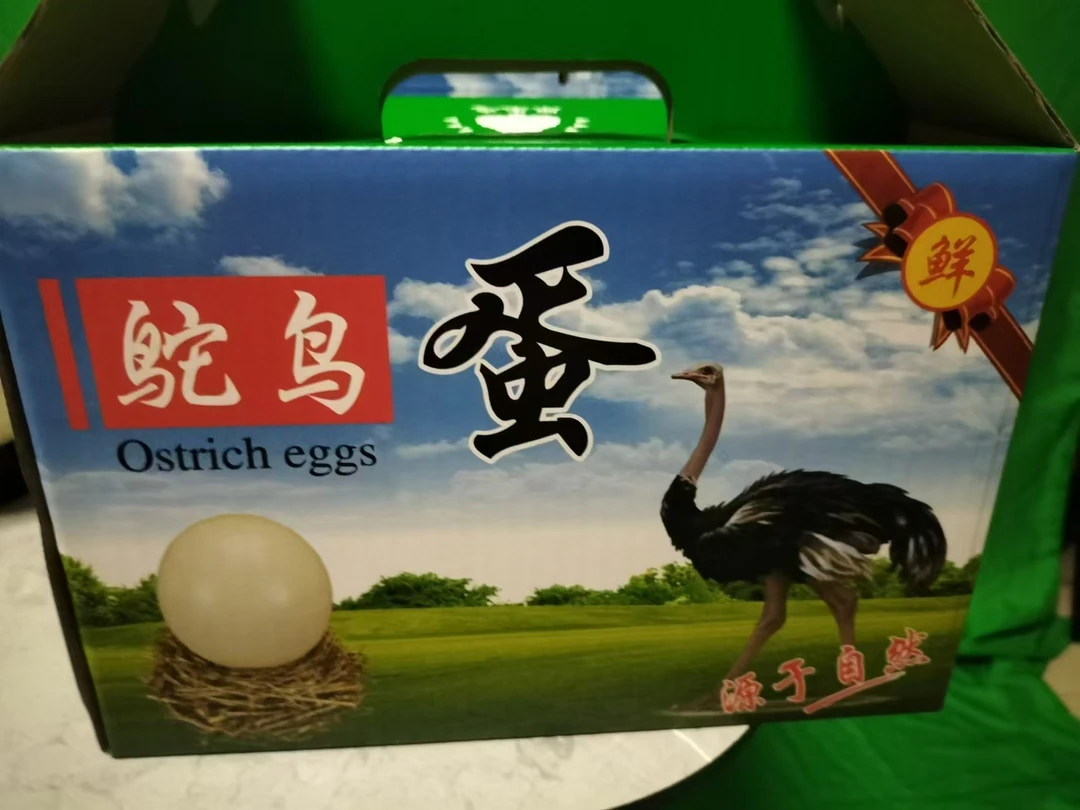 鲜
鸵鸟蛋
Ostrich eggs
源于自然